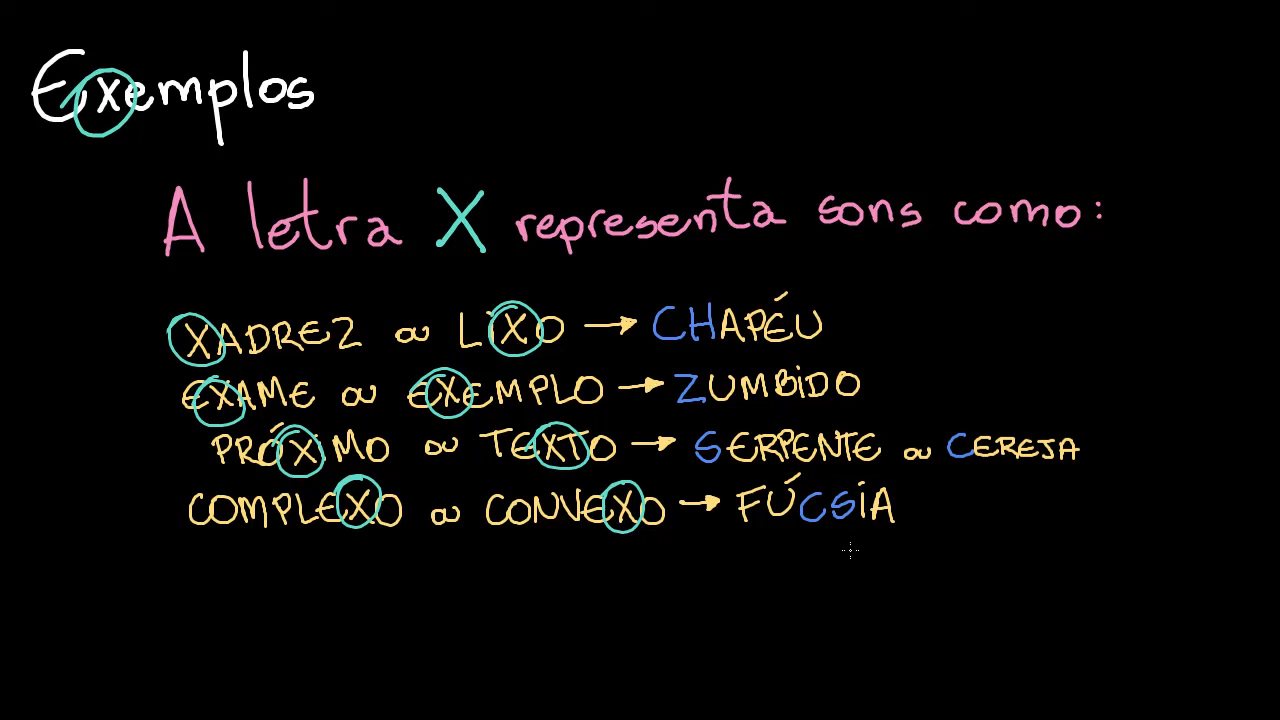 Exemplos
A letra X representa sons como:
XADREZ ou LIXO → CHAPÉU
EXAME ou EXEMPLO → ZUMBIDO
PRÓXIMO ou TEXTO → SERPENTE ou CEREJA
COMPLEXO ou CONVEXO → FÚCSIA